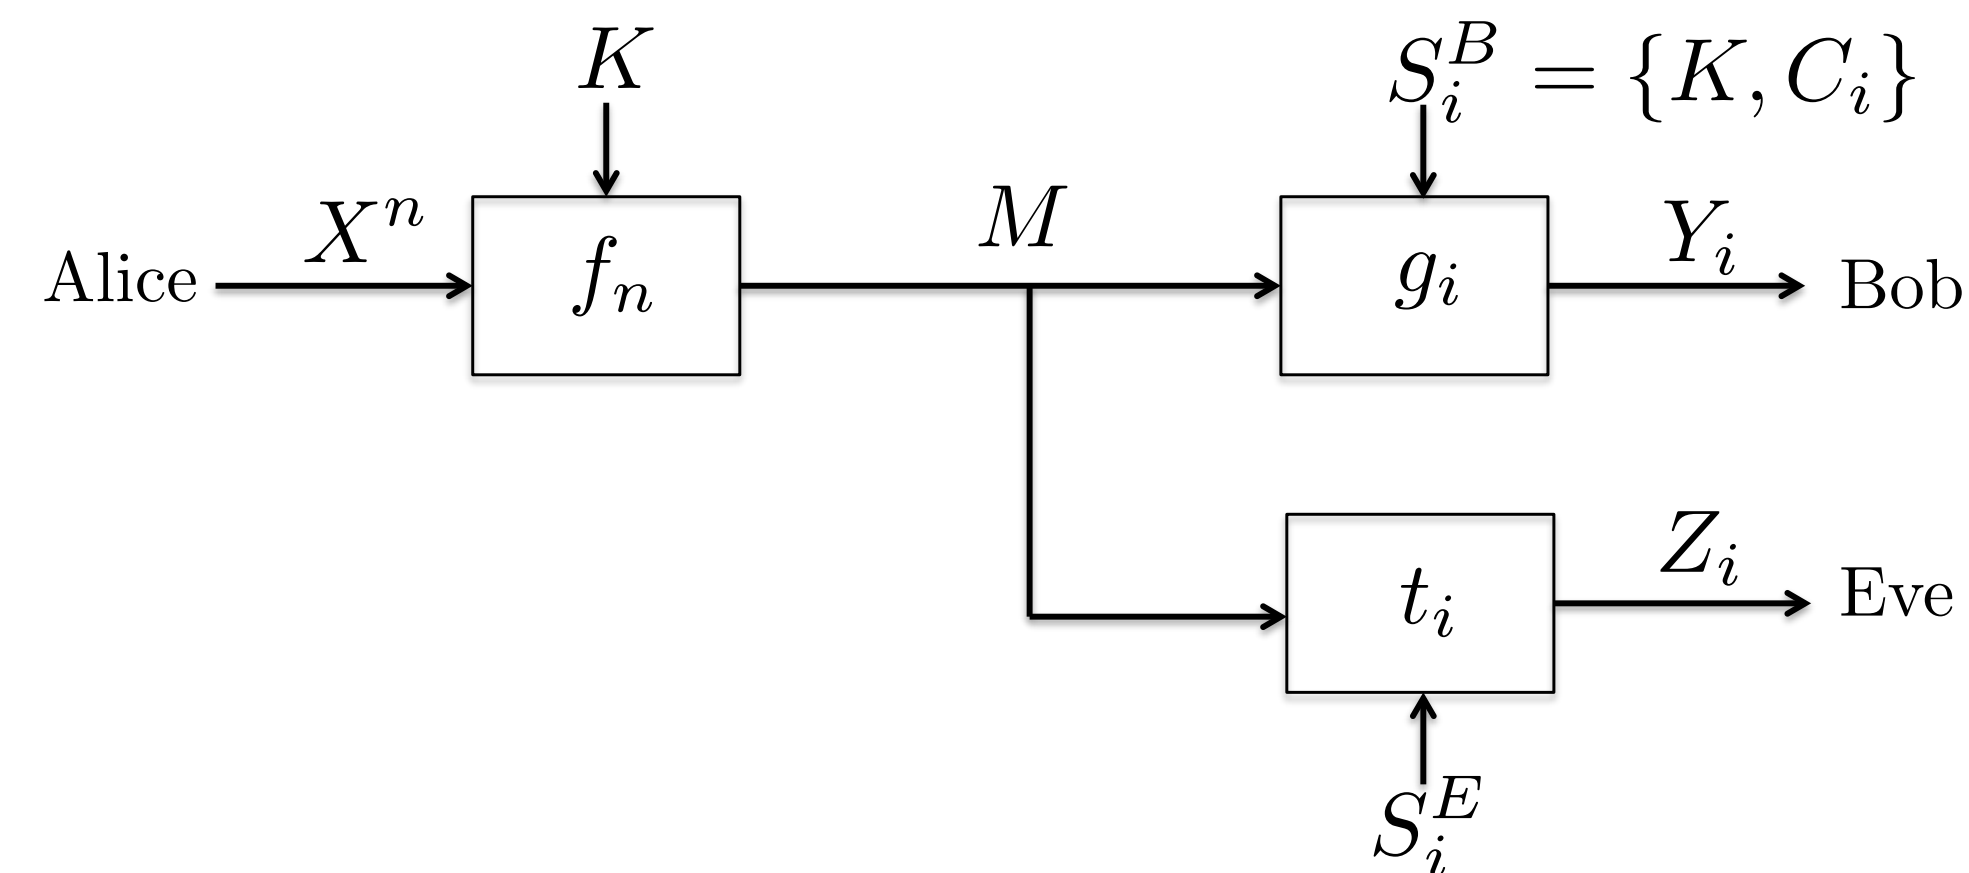 K
S_i^B = {K, C_i}
Alice
X^n
f_n
M
g_i
Y_i
Bob
t_i
Z_i
Eve
S_i^E